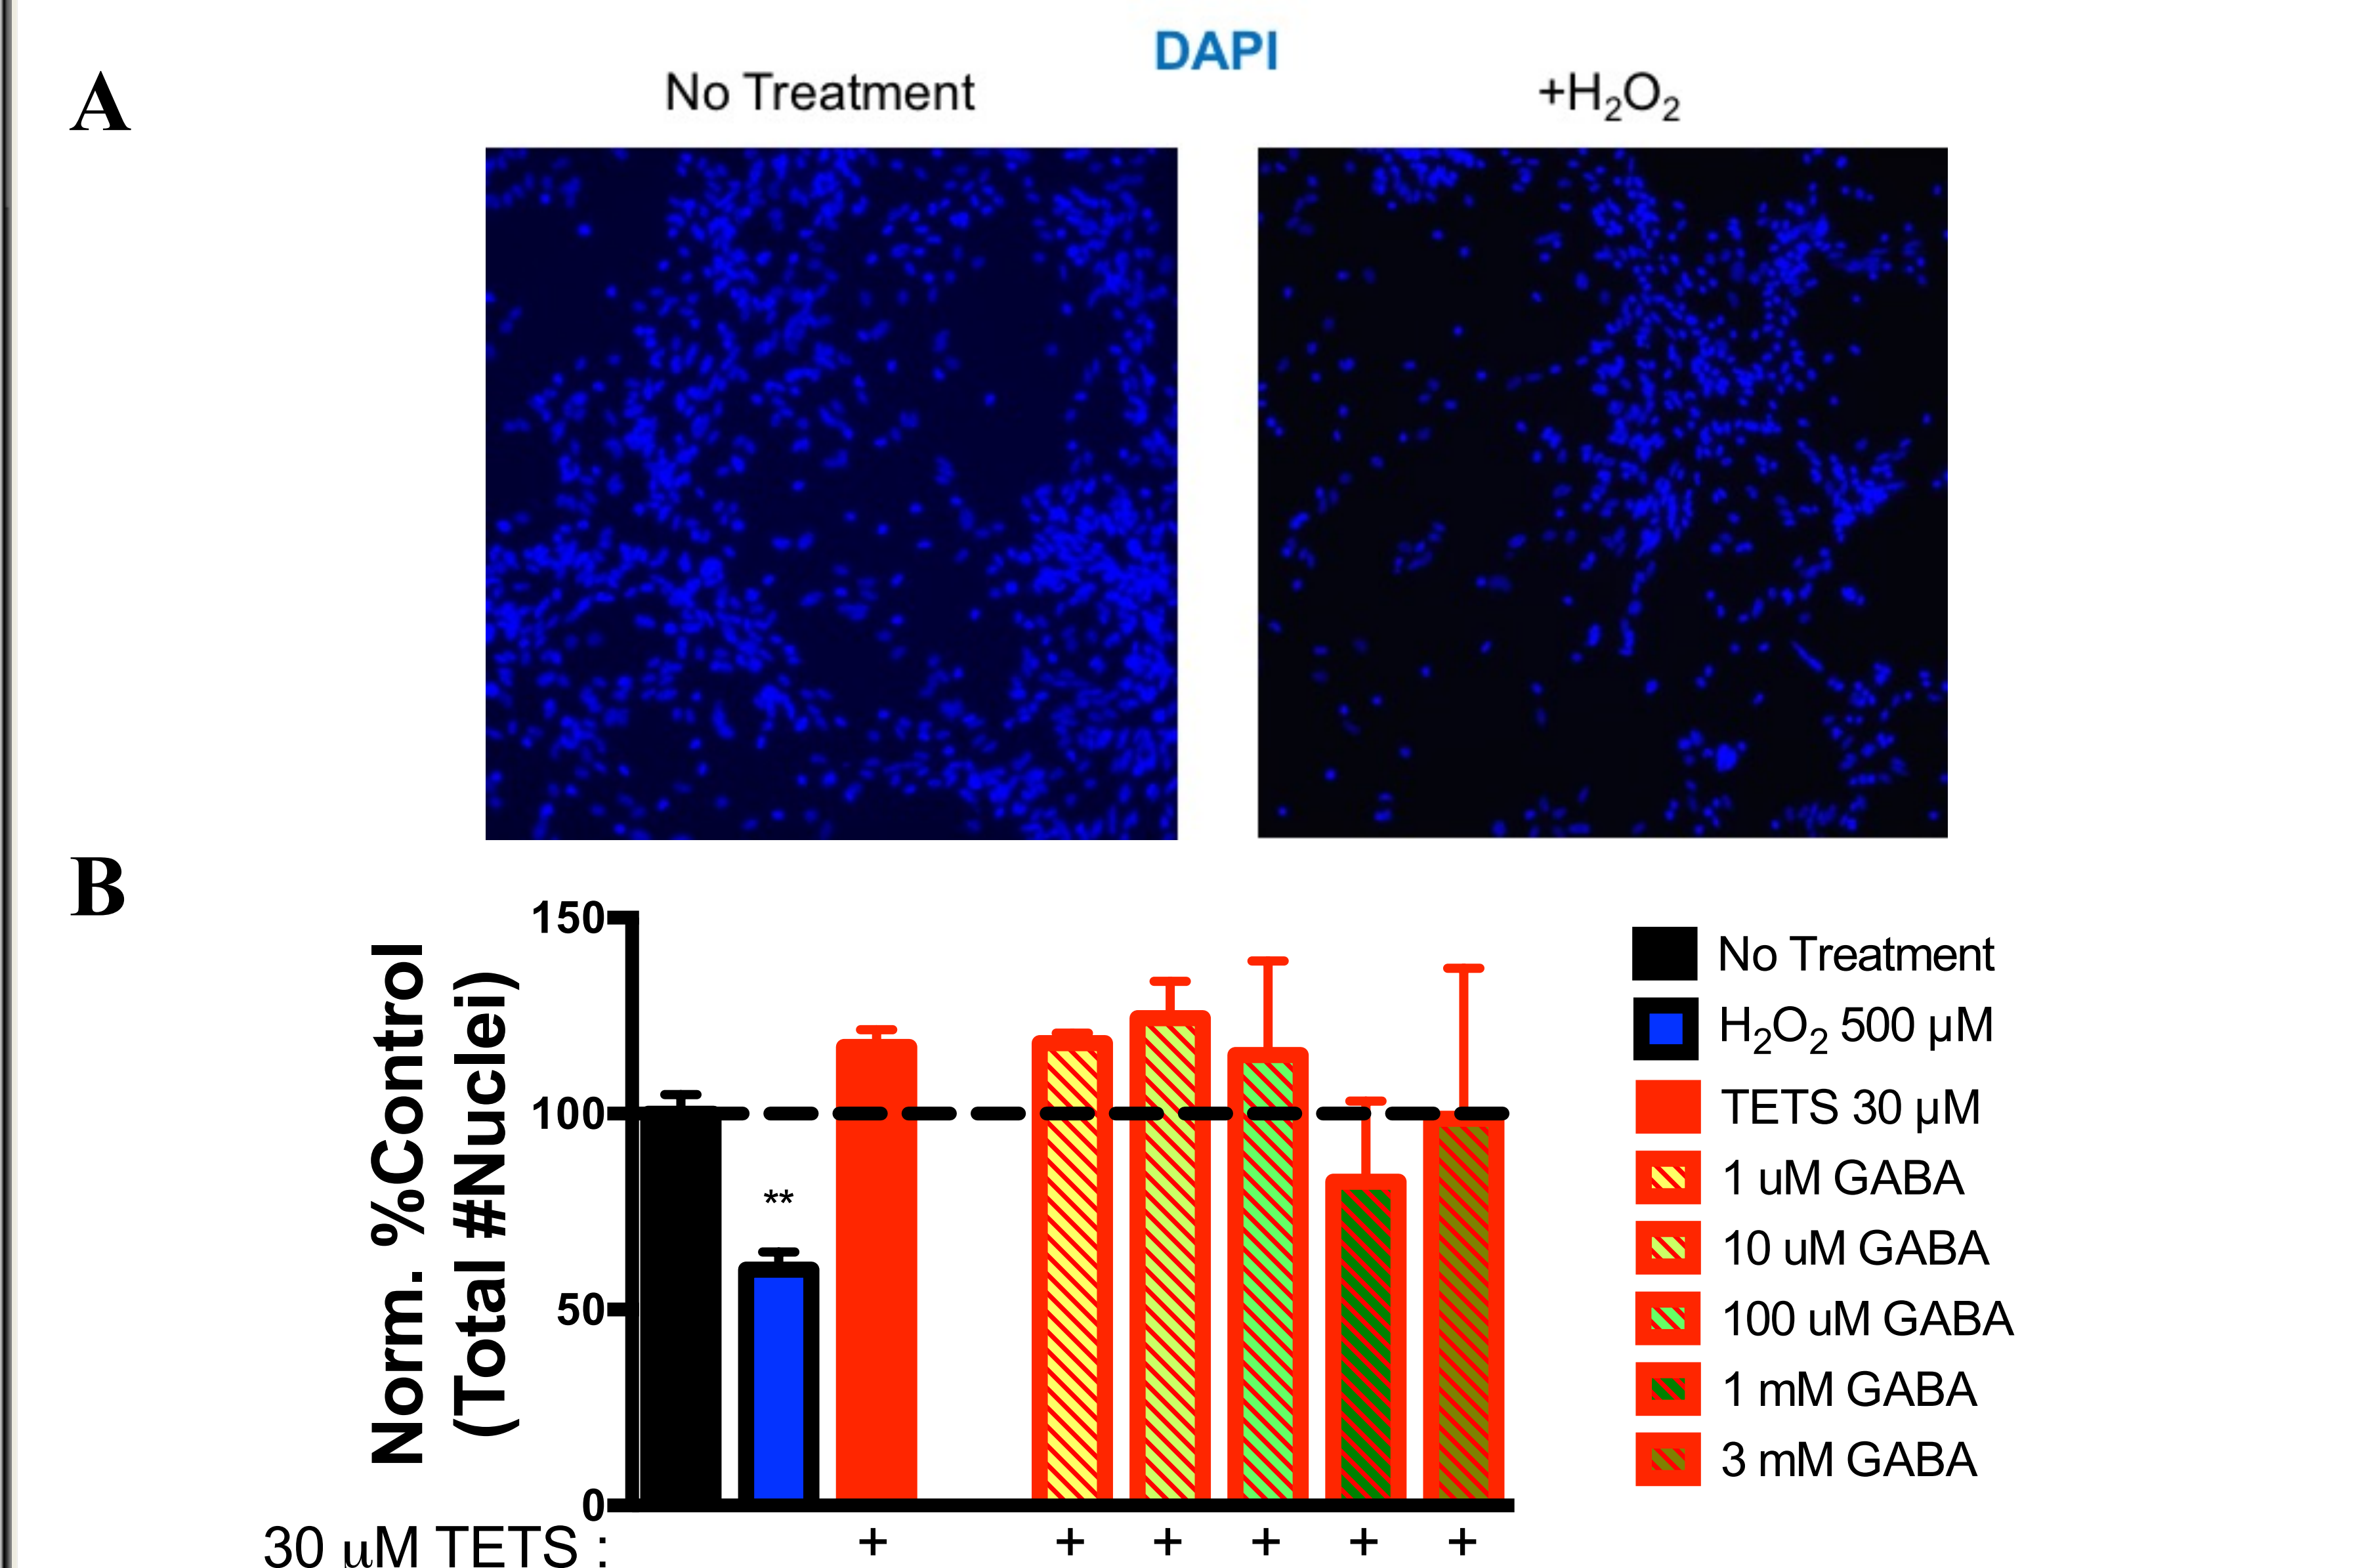 DAPI
A
No Treatment
+H₂O₂
B
Norm. %Control
(Total #Nuclei)
150
100
50
0
**
No Treatment
H₂O₂ 500 µM
TETS 30 µM
1 uM GABA
10 uM GABA
100 uM GABA
1 mM GABA
3 mM GABA
30 µM TETS : + + + + + +